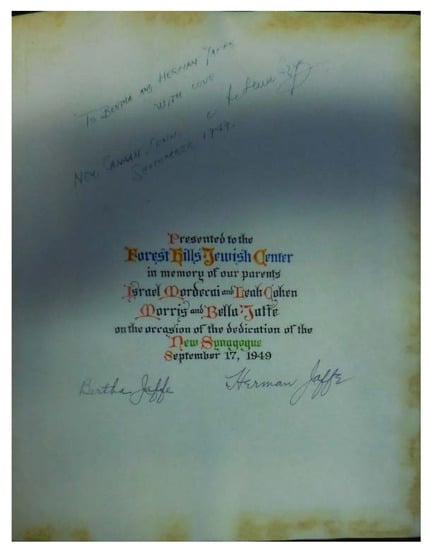 To Bertha and Herman Jaffe
with love
New Canaan, Conn.
September 1949.
Presented to the
Forest Hills Jewish Center
in memory of our parents
Israel Mordecai and Leah Cohen
Morris and Bella Jaffe
on the occasion of the dedication of the
New Synagogue
September 17, 1949
Bertha Jaffe
Herman Jaffe